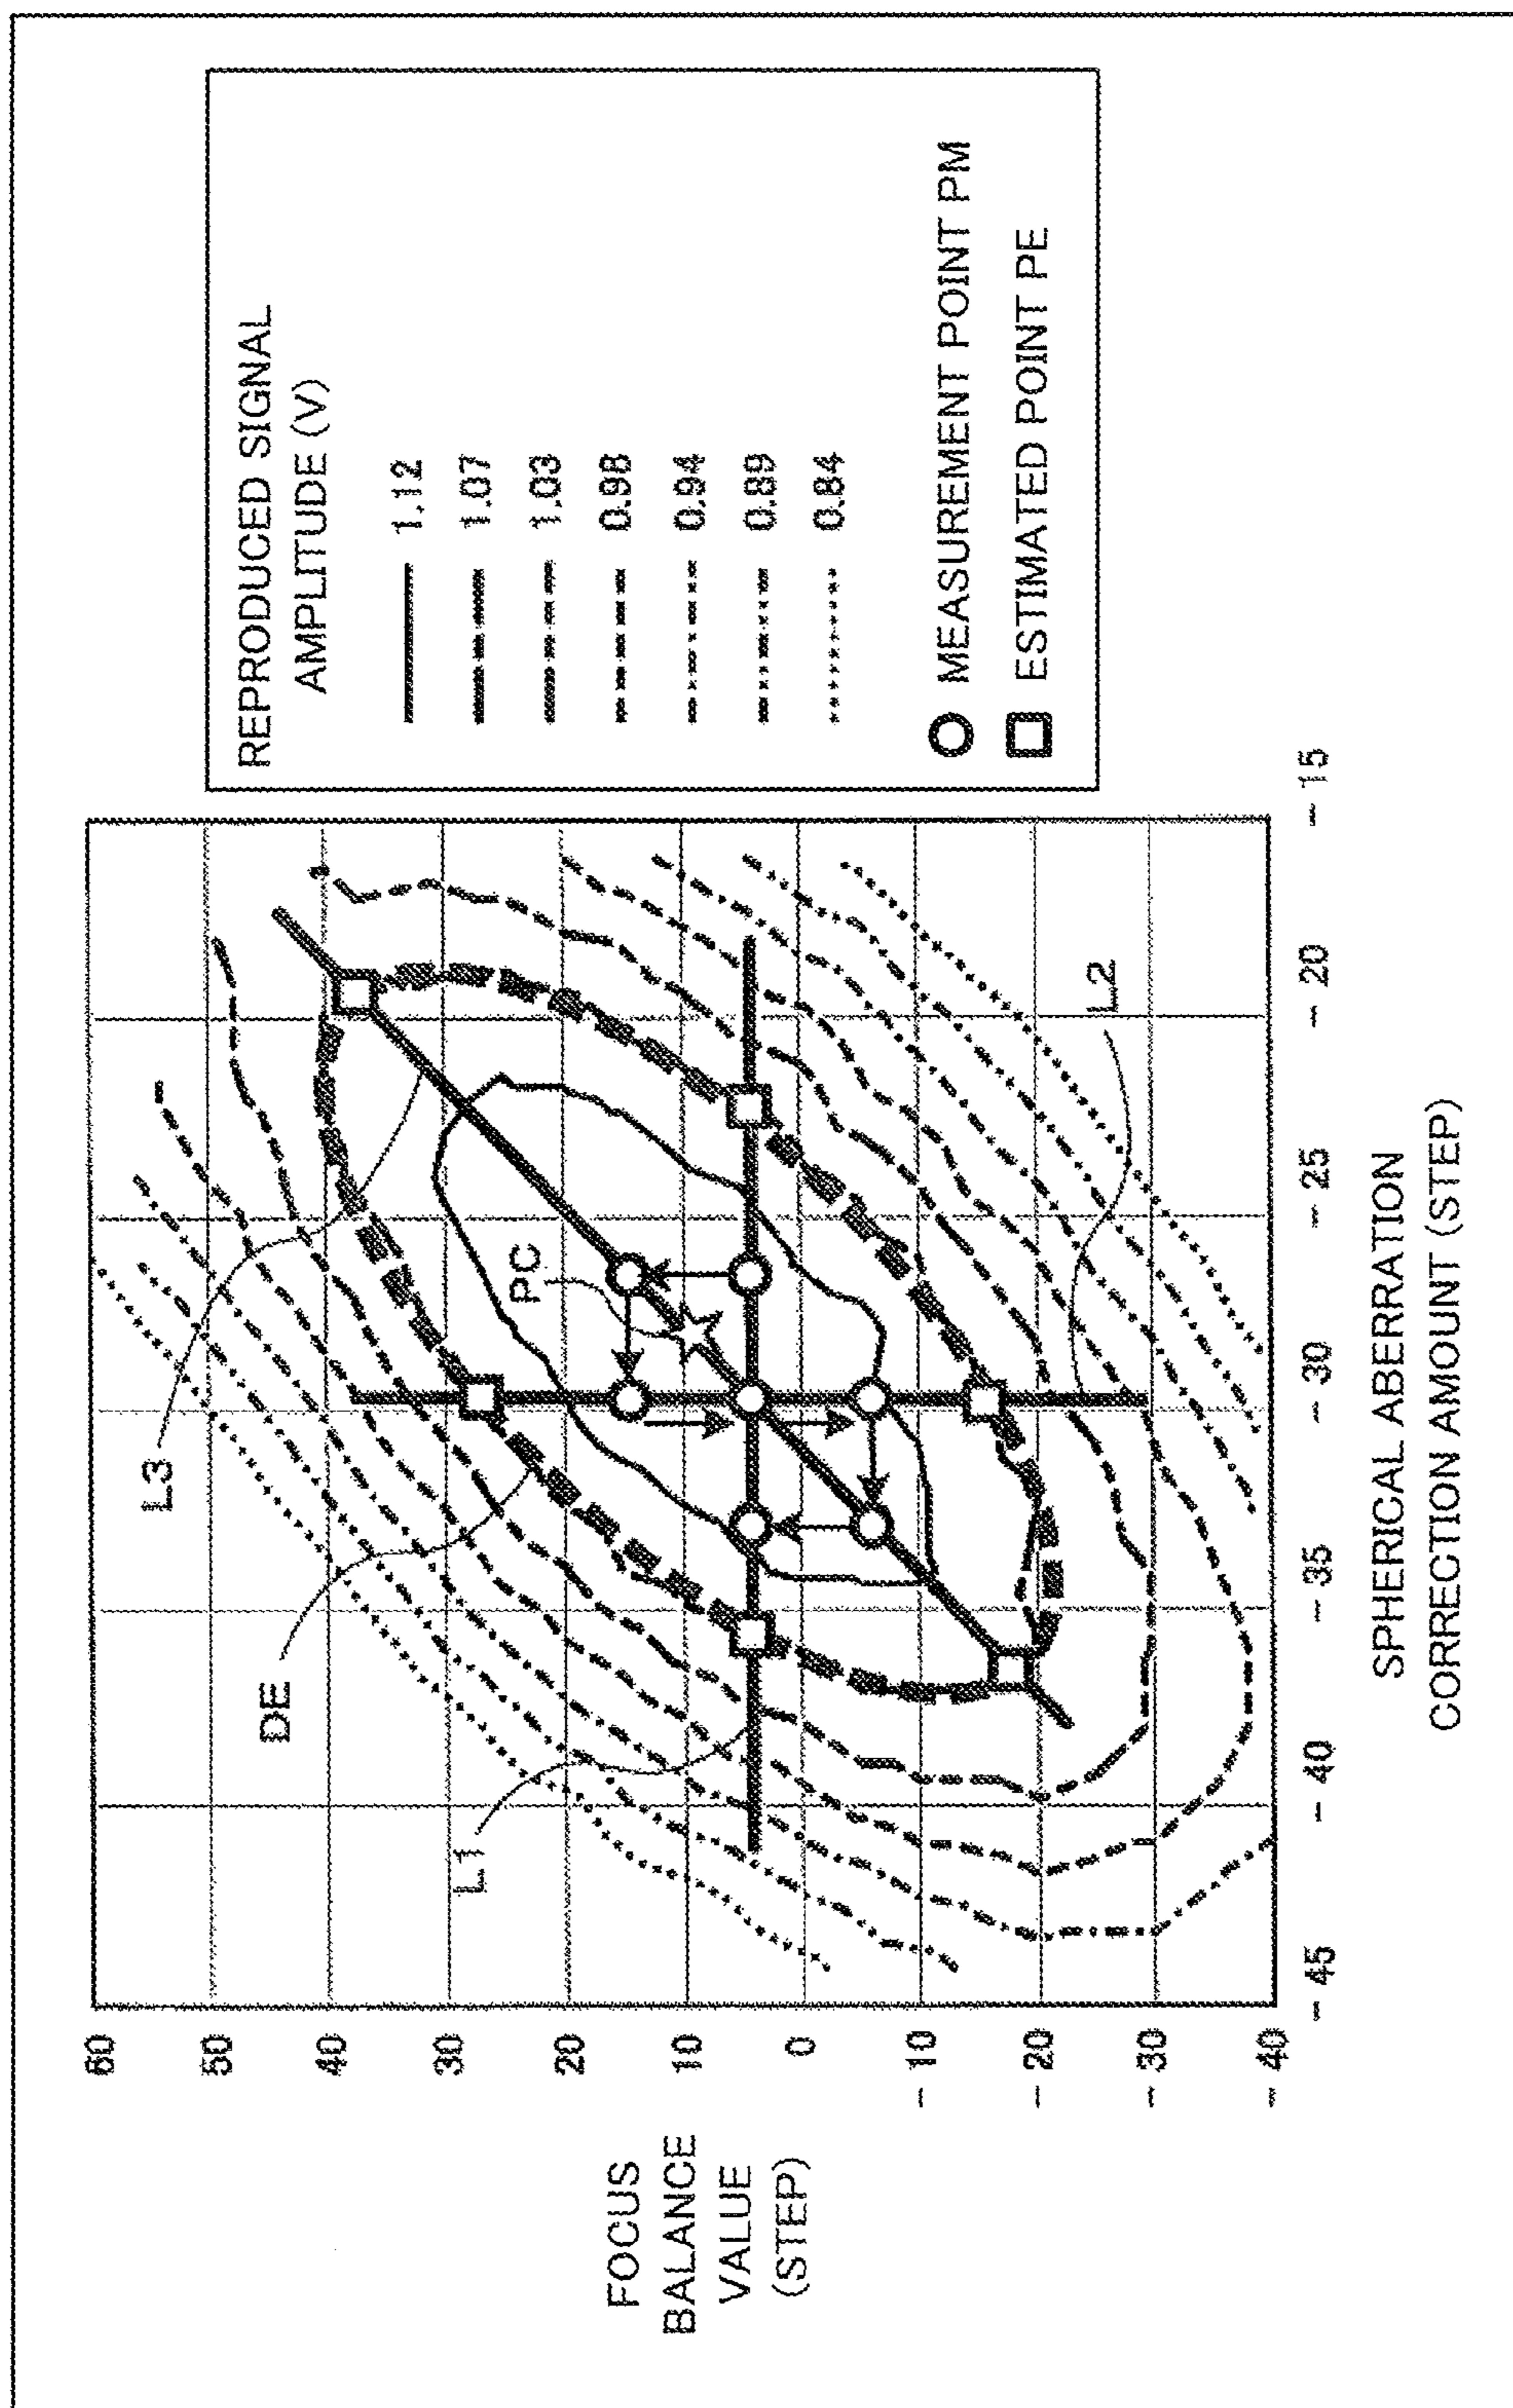 REPRODUCED SIGNAL
AMPLITUDE (V)
1.12
1.07
1.03
0.98
0.94
0.89
0.84
MEASUREMENT POINT PM
ESTIMATED POINT PE
FOCUS
BALANCE
VALUE
(STEP)
60
50
40
30
20
10
0
- 10
- 20
- 30
- 40
L1
DE
L3
PC
L2
- 45
- 40
- 35
- 30
- 25
- 20
- 15
SPHERICAL ABERRATION
CORRECTION AMOUNT (STEP)